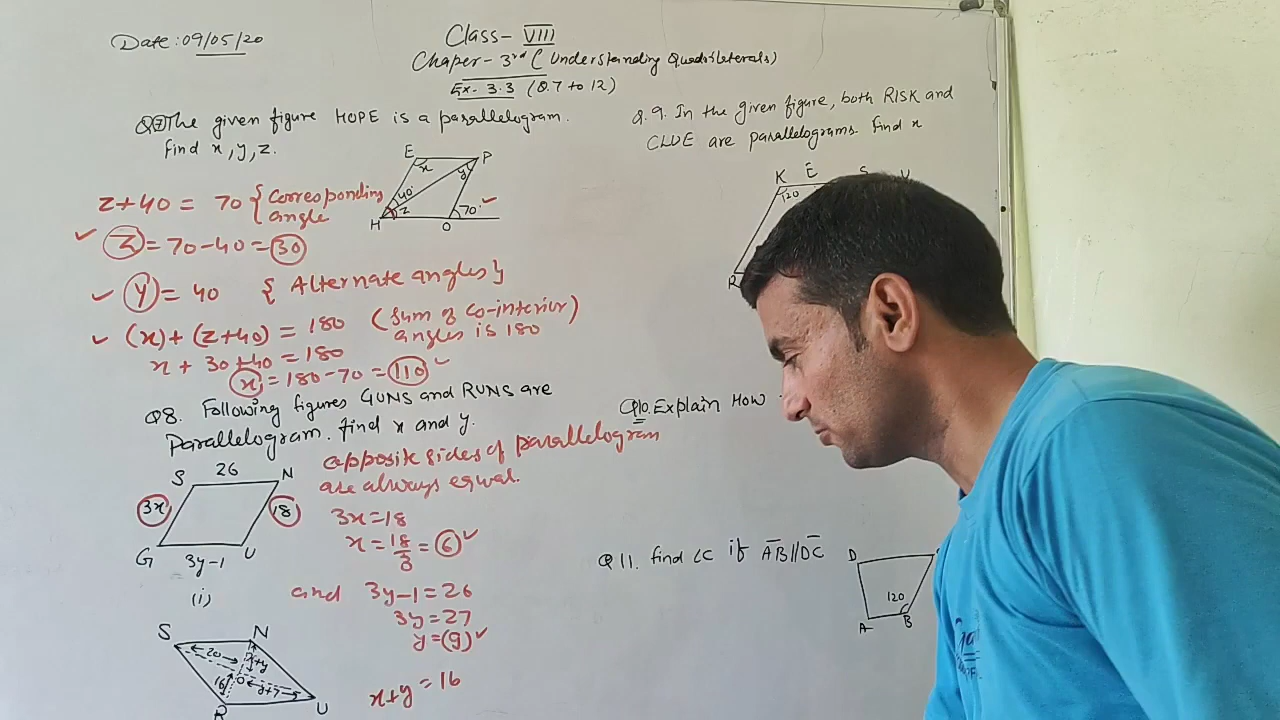 Date: 09/05/20
Class- VIII
Chaper - 3rd ( Understanding Quadrilaterals)
Ex- 3.3 (Q.7 to 12)
Q7 The given figure HOPE is a parallelogram.
find x, y, z.
E P
x y
40
z 70
H O
z+40 = 70 { Corresponding
angle
z = 70-40 = 30
y = 40 { Alternate angles }
(x) + (z+40) = 180 (Sum of co-interior)
angles is 180
x + 30+40 = 180
x = 180-70 = 110
Q8. Following figures GUNS and RUNS are
Parallelogram. find x and y.
S 26 N
3x 18
G 3y-1 U
(i)
opposite sides of parallelogram
are always equal.
3x = 18
x = 18/3 = 6
and 3y-1 = 26
3y = 27
y = (9)
S N
20 x+y
16 O y+7
R U
x+y = 16
Q.9. In the given figure, both RISK and
CLUE are parallelograms. find x
K E S U
120
R
Q10. Explain How
Q 11. find ∠C if AB∥DC
D
120
A B